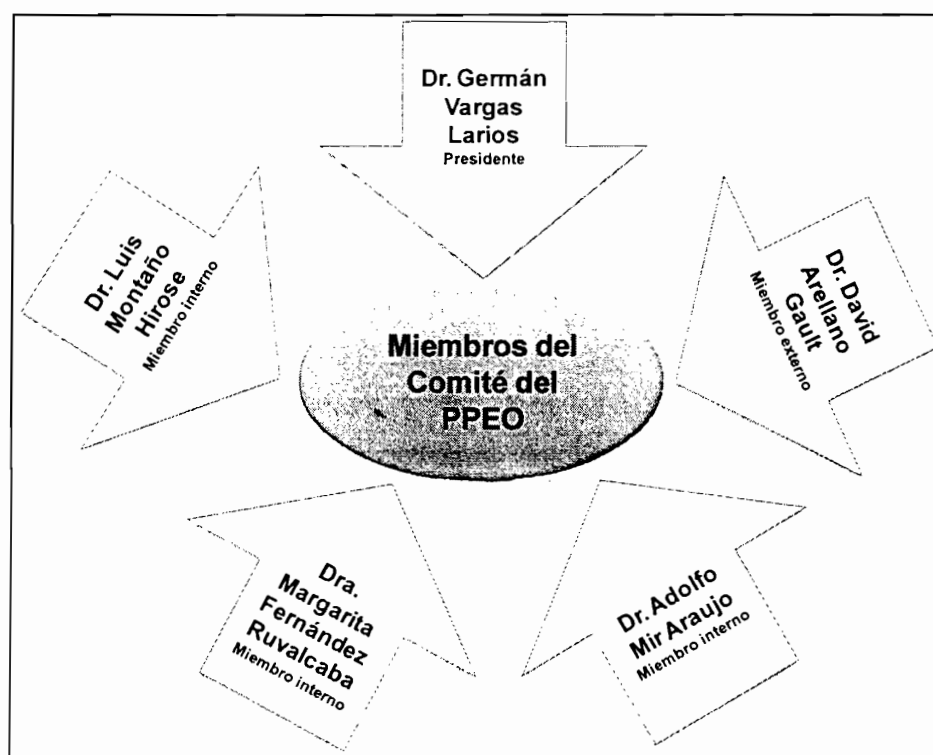 Dr. Germán
Vargas
Larios
Presidente
Dr. Luis
Montaño
Hirose
Miembro interno
Dr. David
Arellano
Gault
Miembro externo
Miembros del
Comité del
PPEO
Dra.
Margarita
Fernández
Ruvalcaba
Miembro interno
Dr. Adolfo
Mir Araujo
Miembro interno